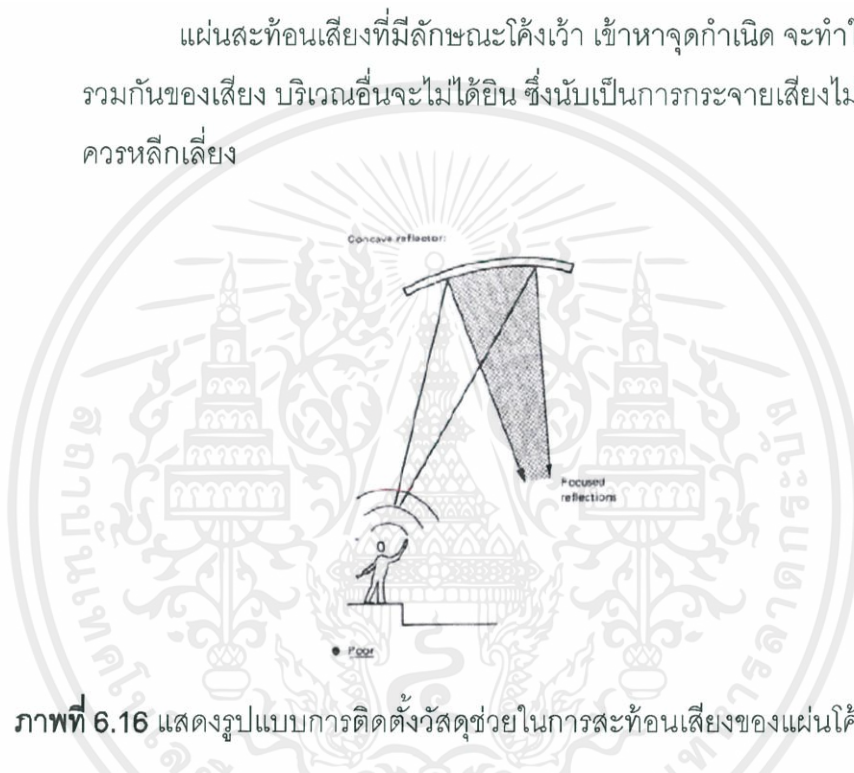 แผ่นสะท้อนเสียงที่มีลักษณะโค้งเว้า เข้าหาจุดกำเนิด จะทำใ
รวมกันของเสียง บริเวณอื่นจะไม่ได้ยิน ซึ่งนับเป็นการกระจายเสียงไม
ควรหลีกเลี่ยง
Concave reflector:
Focused
reflections
● Poor
ภาพที่ 6.16 แสดงรูปแบบการติดตั้งวัสดุช่วยในการสะท้อนเสียงของแผ่นโค้